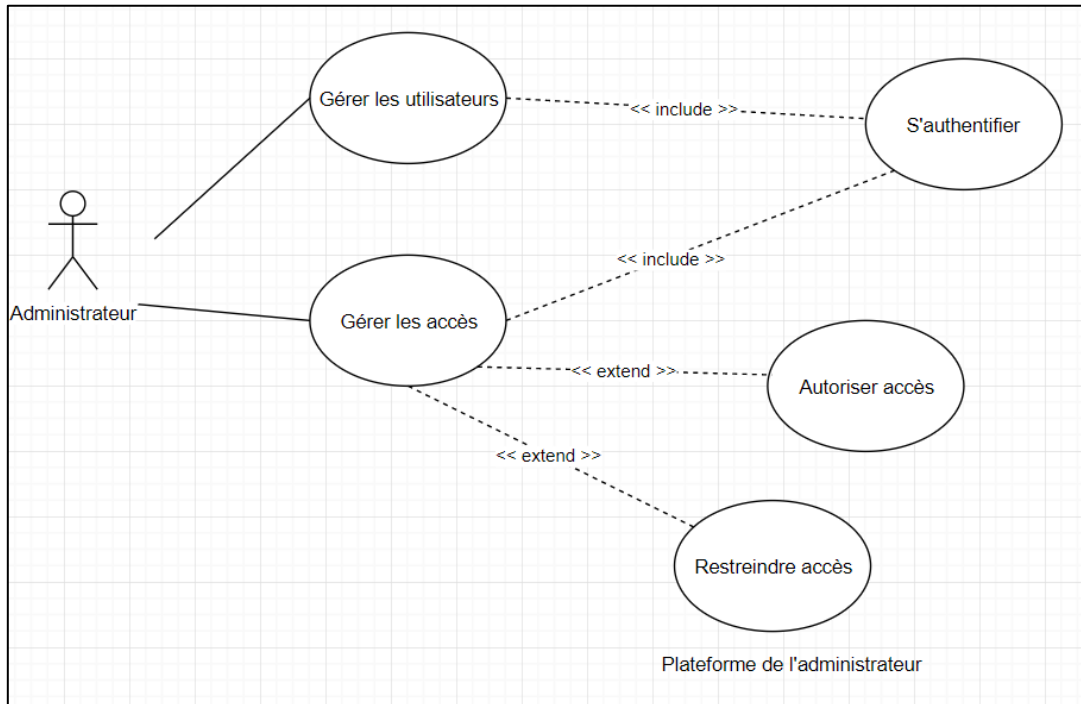 Gérer les utilisateurs
<< include >>
S'authentifier
Administrateur
<< include >>
Gérer les accès
<< extend >>
Autoriser accès
<< extend >>
Restreindre accès
Plateforme de l'administrateur